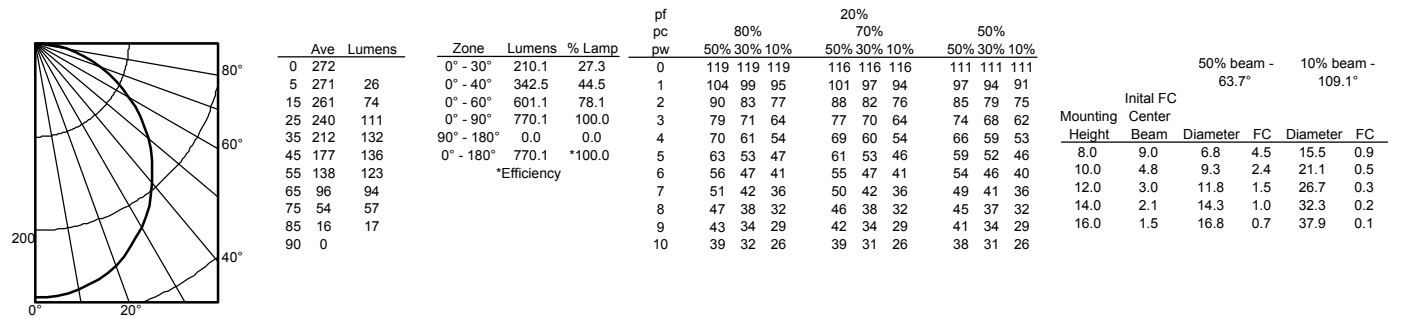 80°
60°
40°
200
0° 20°
Ave Lumens
0 272
5 271 26
15 261 74
25 240 111
35 212 132
45 177 136
55 138 123
65 96 94
75 54 57
85 16 17
90 0
Zone Lumens % Lamp
0° - 30° 210.1 27.3
0° - 40° 342.5 44.5
0° - 60° 601.1 78.1
0° - 90° 770.1 100.0
90° - 180° 0.0 0.0
0° - 180° 770.1 *100.0
*Efficiency
pf 20%
pc 80% 70% 50%
pw 50% 30% 10% 50% 30% 10% 50% 30% 10%
0 119 119 119 116 116 116 111 111 111
1 104 99 95 101 97 94 97 94 91
2 90 83 77 88 82 76 85 79 75
3 79 71 64 77 70 64 74 68 62
4 70 61 54 69 60 54 66 59 53
5 63 53 47 61 53 46 59 52 46
6 56 47 41 55 47 41 54 46 40
7 51 42 36 50 42 36 49 41 36
8 47 38 32 46 38 32 45 37 32
9 43 34 29 42 34 29 41 34 29
10 39 32 26 39 31 26 38 31 26
50% beam - 10% beam -
63.7° 109.1°
Inital FC
Mounting Center
Height Beam Diameter FC Diameter FC
8.0 9.0 6.8 4.5 15.5 0.9
10.0 4.8 9.3 2.4 21.1 0.5
12.0 3.0 11.8 1.5 26.7 0.3
14.0 2.1 14.3 1.0 32.3 0.2
16.0 1.5 16.8 0.7 37.9 0.1